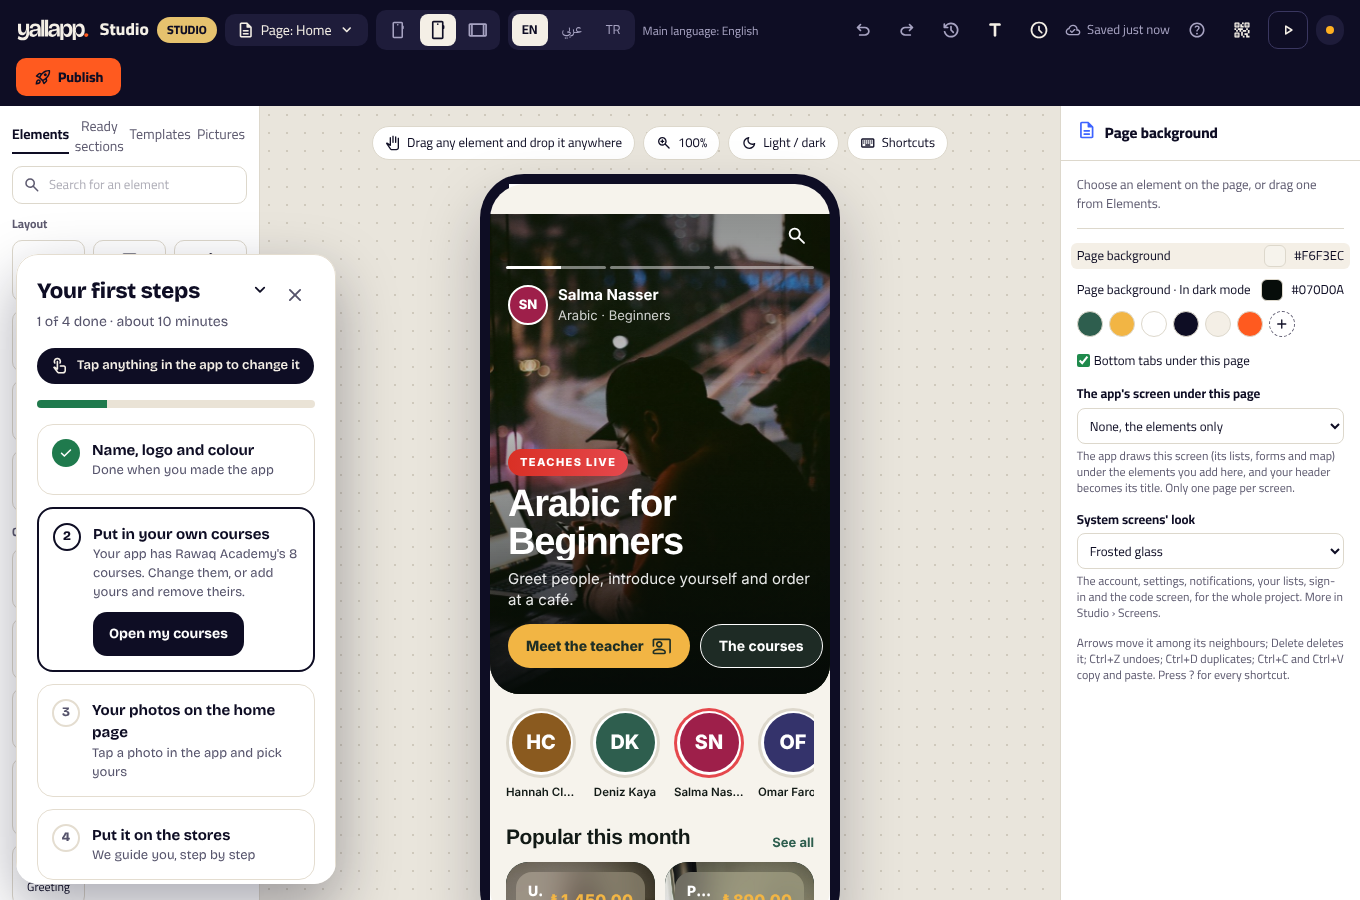 yallapp. Studio STUDIO Page: Home EN عربي TR Main language: English Saved just now
Publish
Elements
Ready sections
Templates
Pictures
Search for an element
Layout
Your first steps
1 of 4 done · about 10 minutes
Tap anything in the app to change it
Name, logo and colour
Done when you made the app
2
Put in your own courses
Your app has Rawaq Academy's 8
courses. Change them, or add
yours and remove theirs.
Open my courses
3
Your photos on the home
page
Tap a photo in the app and pick
yours
4
Put it on the stores
We guide you, step by step
Greeting
Drag any element and drop it anywhere
100%
Light / dark
Shortcuts
SN
Salma Nasser
Arabic · Beginners
TEACHES LIVE
Arabic for
Beginners
Greet people, introduce yourself and order
at a café.
Meet the teacher
The courses
HC DK SN OF
Hannah Cl... Deniz Kaya Salma Nas... Omar Farc
Popular this month
See all
U. ₺1,450.00
P... ₺890.00
Page background
Choose an element on the page, or drag one
from Elements.
Page background #F6F3EC
Page background · In dark mode #070D0A
Bottom tabs under this page
The app's screen under this page
None, the elements only
The app draws this screen (its lists, forms and map)
under the elements you add here, and your header
becomes its title. Only one page per screen.
System screens' look
Frosted glass
The account, settings, notifications, your lists, sign-
in and the code screen, for the whole project. More in
Studio › Screens.
Arrows move it among its neighbours; Delete deletes
it; Ctrl+Z undoes; Ctrl+D duplicates; Ctrl+C and Ctrl+V
copy and paste. Press ? for every shortcut.